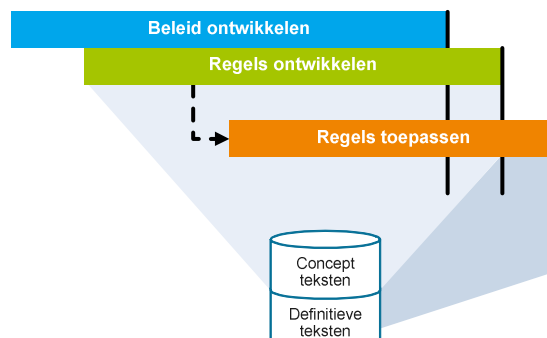 Beleid ontwikkelen
Regels ontwikkelen
Regels toepassen
Concept
teksten
Definitieve
teksten